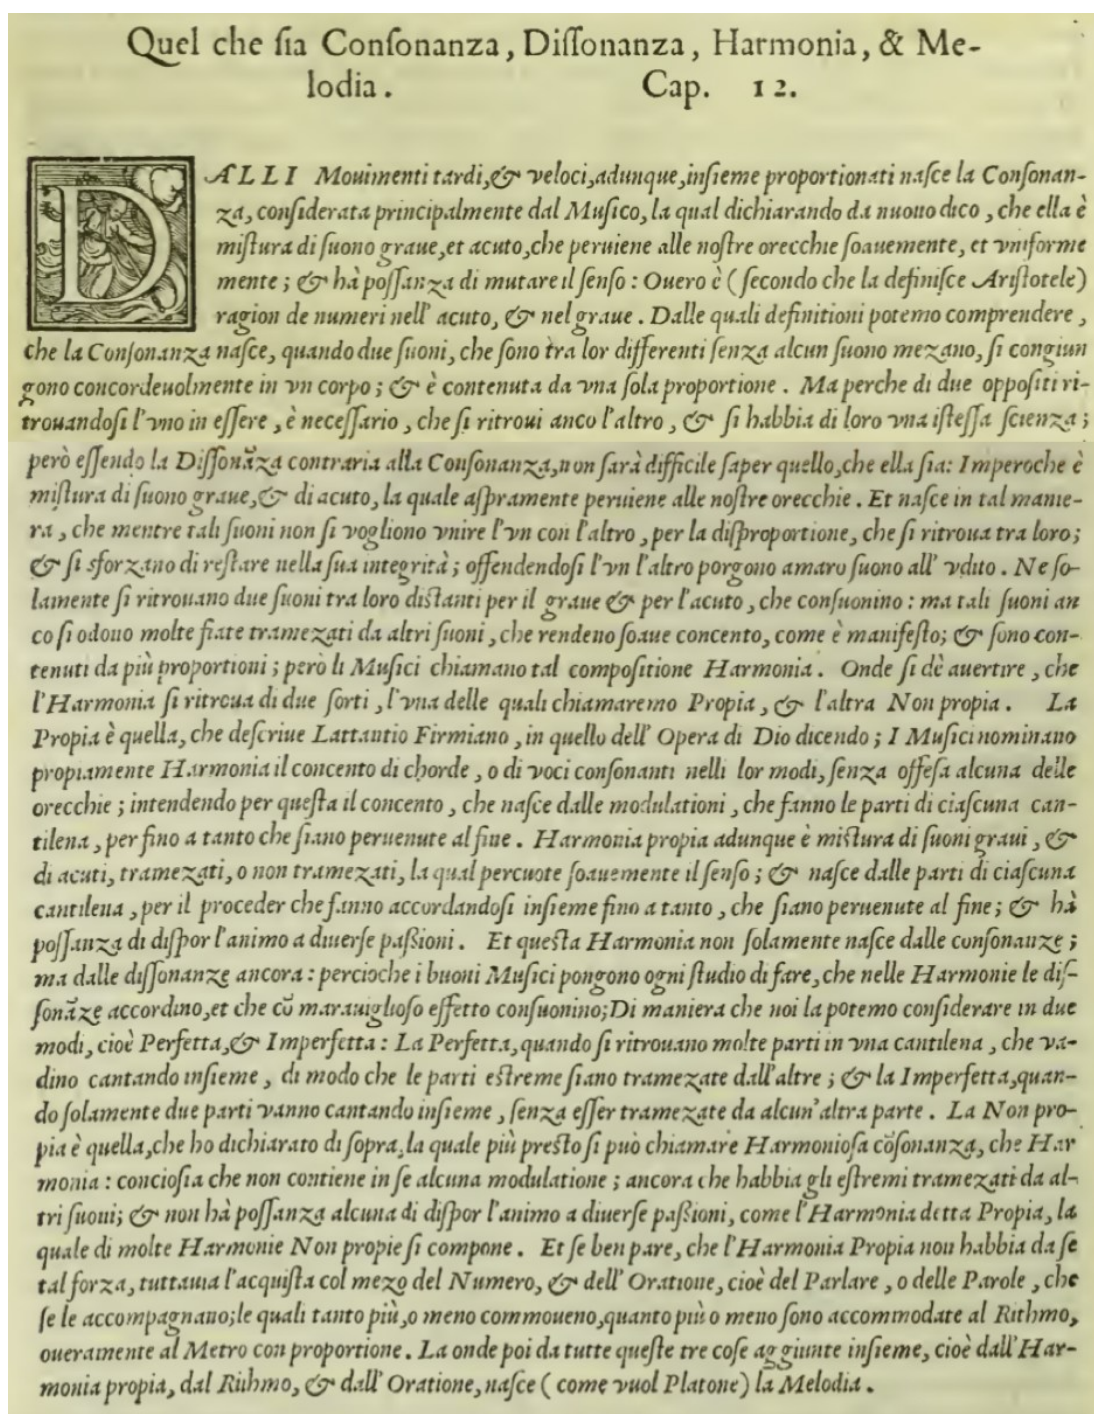 Quel che ſia Conſonanza, Diſſonanza, Harmonia, & Me-
lodia. Cap. 12.
DALLI Mouimenti tardi,& veloci,adunque,inſieme proportionati naſce la Conſonan-
za, conſiderata principalmente dal Muſico, la qual dichiarando da nuouo dico, che ella è
miſtura di ſuono graue,et acuto,che peruiene alle noſtre orecchie ſoauemente, et vniforme
mente; & hà poſſanza di mutare il ſenſo: Ouero è (ſecondo che la definiſce Ariſtotele)
ragion de numeri nell' acuto, & nel graue. Dalle quali definitioni potemo comprendere,
che la Conſonanza naſce, quando due ſuoni, che ſono tra lor differenti ſenza alcun ſuono mezano, ſi congiun
gono concordeuolmente in vn corpo; & è contenuta da vna ſola proportione. Ma perche di due oppoſiti ri-
trouandoſi l'vno in eſſere, è neceſſario, che ſi ritroui anco l'altro, & ſi habbia di loro vna iſteſſa ſcienza;
però eſſendo la Diſſonāza contraria alla Conſonanza,non ſarà difficile ſaper quello,che ella ſia: Imperoche è
miſtura di ſuono graue,& di acuto, la quale aſpramente peruiene alle noſtre orecchie. Et naſce in tal manie-
ra, che mentre tali ſuoni non ſi vogliono vnire l'vn con l'altro, per la diſproportione, che ſi ritroua tra loro;
& ſi sforzano di reſtare nella ſua integrità; offendendoſi l'vn l'altro porgono amaro ſuono all' vdito. Ne ſo-
lamente ſi ritrouano due ſuoni tra loro diſtanti per il graue & per l'acuto, che conſuonino: ma tali ſuoni an
co ſi odono molte fiate tramezati da altri ſuoni, che rendeno ſoaue concento, come è manifeſto; & ſono con-
tenuti da più proportioni; però li Muſici chiamano tal compoſitione Harmonia. Onde ſi dè auertire, che
l'Harmonia ſi ritroua di due ſorti, l'vna delle quali chiamaremo Propia, & l'altra Non propia. La
Propia è quella, che deſcriue Lattantio Firmiano, in quello dell' Opera di Dio dicendo; I Muſici nominano
propiamente Harmonia il concento di chorde, o di voci conſonanti nelli lor modi, ſenza offeſa alcuna delle
orecchie; intendendo per queſta il concento, che naſce dalle modulationi, che fanno le parti di ciaſcuna can-
tilena, per fino a tanto che ſiano peruenute al fine. Harmonia propia adunque è miſtura di ſuoni graui, &
di acuti, tramezati, o non tramezati, la qual percuote ſoauemente il ſenſo; & naſce dalle parti di ciaſcuna
cantilena, per il proceder che fanno accordandoſi inſieme fino a tanto, che ſiano peruenute al fine; & hà
poſſanza di diſpor l'animo a diuerſe paſſioni. Et queſta Harmonia non ſolamente naſce dalle conſonanze;
ma dalle diſſonanze ancora: percioche i buoni Muſici pongono ogni ſtudio di fare, che nelle Harmonie le diſ-
ſonāze accordino,et che cō marauiglioſo effetto conſuonino;Di maniera che noi la potemo conſiderare in due
modi, cioè Perfetta,& Imperfetta: La Perfetta,quando ſi ritrouano molte parti in vna cantilena, che va-
dino cantando inſieme, di modo che le parti eſtreme ſiano tramezate dall'altre; & la Imperfetta,quan-
do ſolamente due parti vanno cantando inſieme, ſenza eſſer tramezate da alcun'altra parte. La Non pro-
pia è quella,che ho dichiarato di ſopra,la quale più preſto ſi può chiamare Harmonioſa cōſonanza, che Har
monia: concioſia che non contiene in ſe alcuna modulatione; ancora che habbia gli eſtremi tramezati da al-
tri ſuoni; & non hà poſſanza alcuna di diſpor l'animo a diuerſe paſſioni, come l'Harmonia detta Propia, la
quale di molte Harmonie Non propie ſi compone. Et ſe ben pare, che l'Harmonia Propia non habbia da ſe
tal forza, tuttauia l'acquiſta col mezo del Numero, & dell' Oratione, cioè del Parlare, o delle Parole, che
ſe le accompagnano;le quali tanto più,o meno commoueno,quanto più o meno ſono accommodate al Rithmo,
oueramente al Metro con proportione. La onde poi da tutte queſte tre coſe aggiunte inſieme, cioè dall'Har-
monia propia, dal Rithmo, & dall' Oratione, naſce (come vuol Platone) la Melodia.